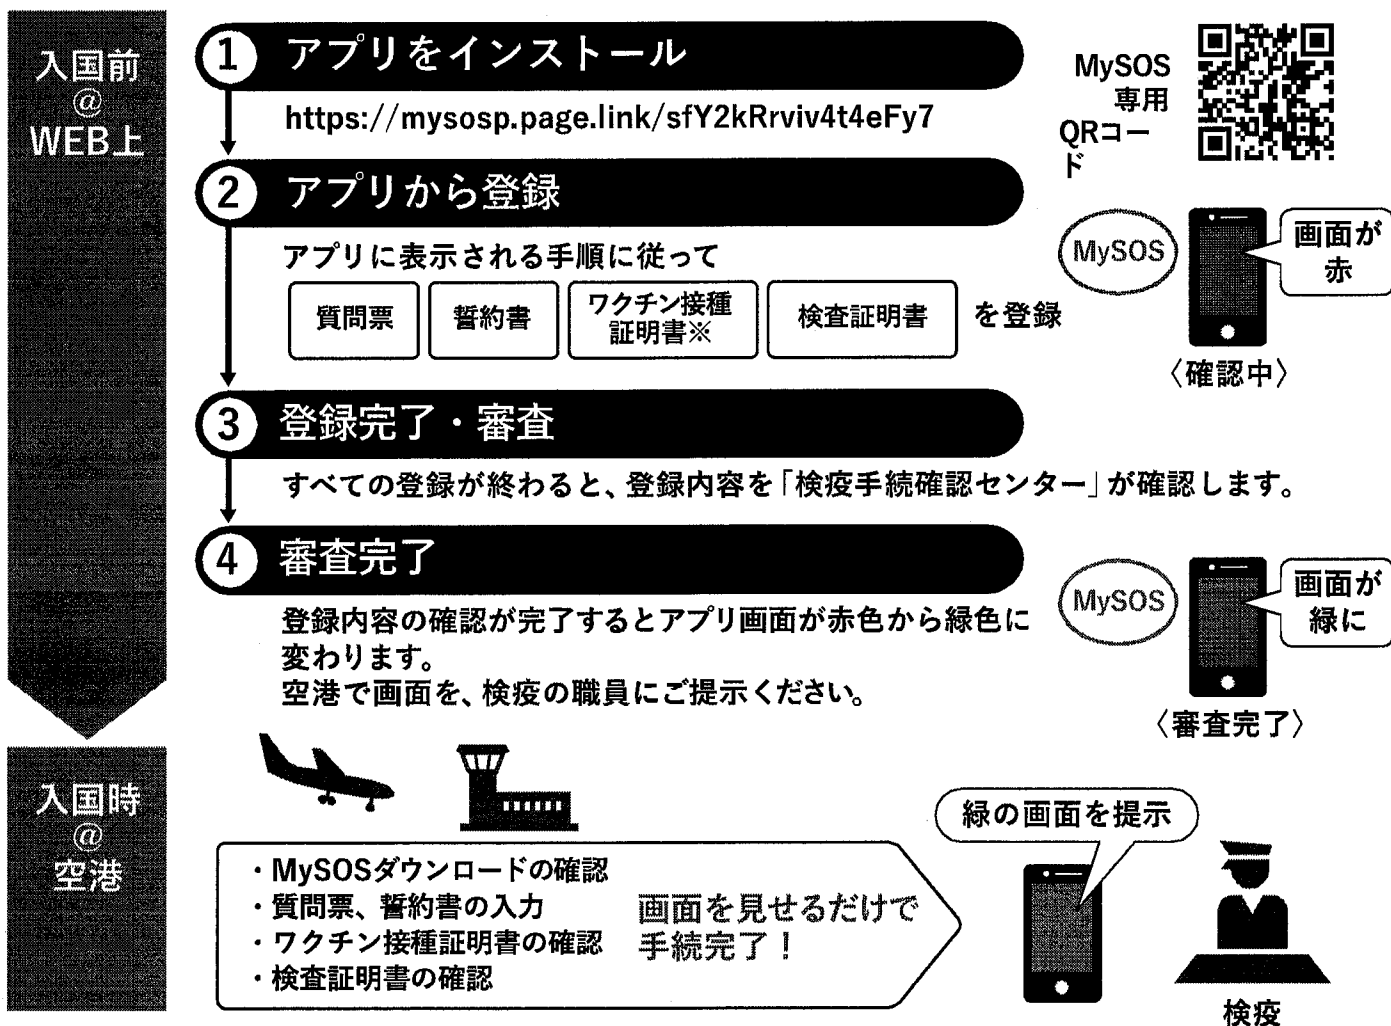 入国前
@
WEB上
1 アプリをインストール
https://mysosp.page.link/sfY2kRrviv4t4eFy7
MySOS
専用
QRコー
ド
2 アプリから登録
アプリに表示される手順に従って
質問票
誓約書
ワクチン接種
証明書※
検査証明書
を登録
MySOS
画面が
赤
〈確認中〉
3 登録完了・審査
すべての登録が終わると、登録内容を「検疫手続確認センター」が確認します。
4 審査完了
登録内容の確認が完了するとアプリ画面が赤色から緑色に
変わります。
空港で画面を、検疫の職員にご提示ください。
MySOS
画面が
緑に
〈審査完了〉
入国時
@
空港
・MySOSダウンロードの確認
・質問票、誓約書の入力
・ワクチン接種証明書の確認
・検査証明書の確認
画面を見せるだけで
手続完了！
緑の画面を提示
検疫